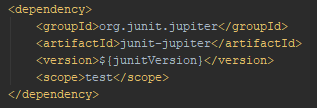 <dependency>
    <groupId>org.junit.jupiter</groupId>
    <artifactId>junit-jupiter</artifactId>
    <version>${junitVersion}</version>
    <scope>test</scope>
</dependency>